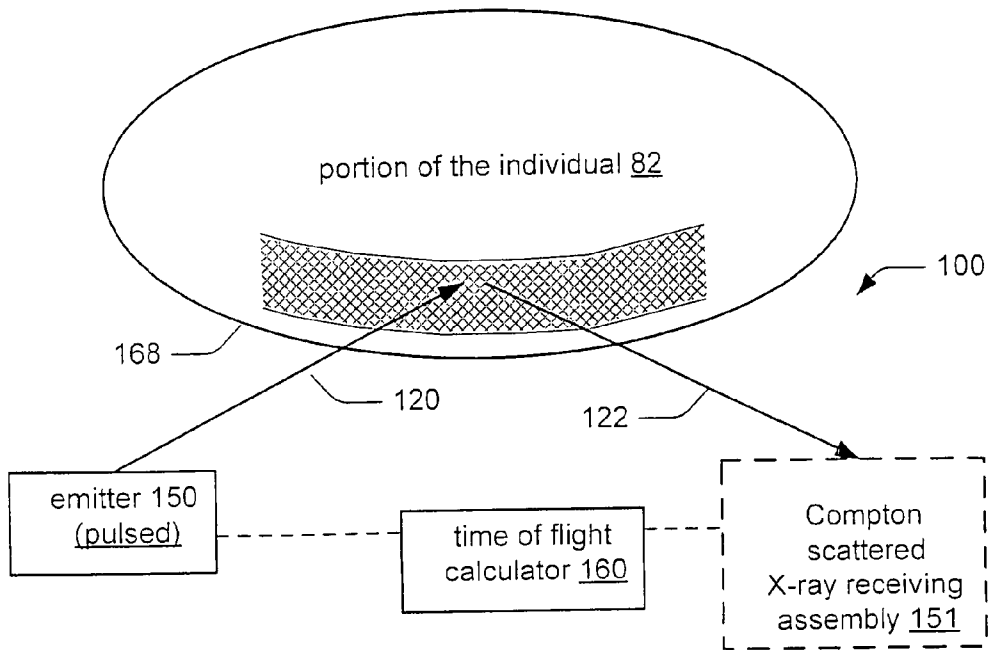 portion of the individual 82
100
168
120
122
emitter 150
(pulsed)
time of flight
calculator 160
Compton
scattered
X-ray receiving
assembly 151